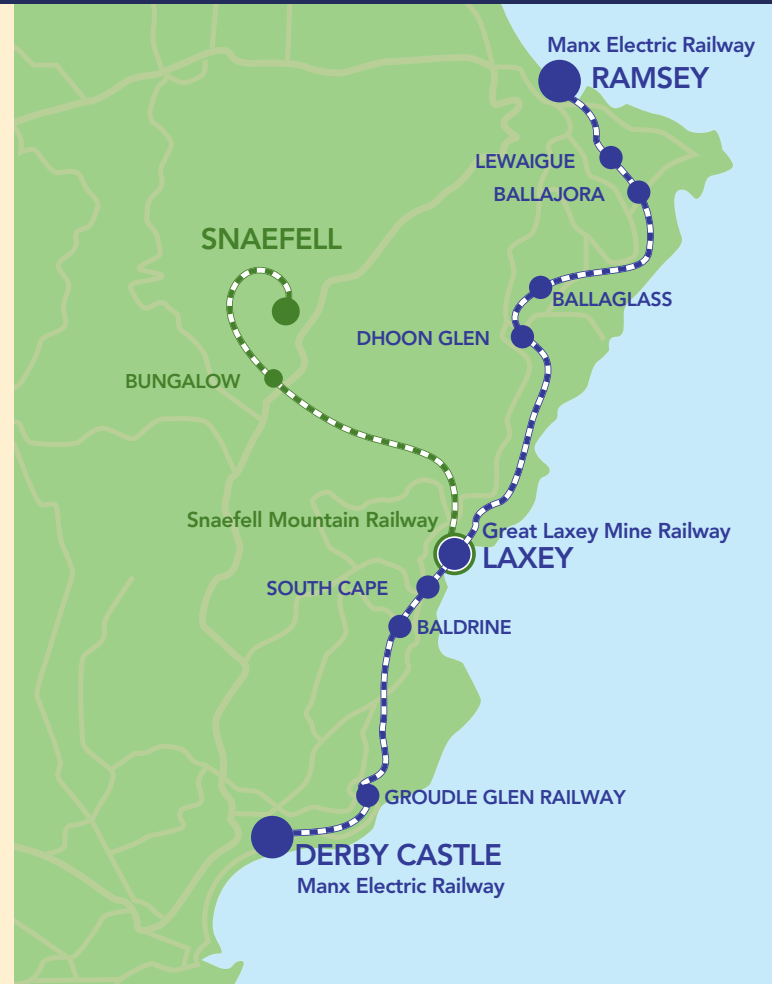 Manx Electric Railway
RAMSEY
LEWAIGUE
BALLAJORA
SNAEFELL
BALLAGLASS
DHOON GLEN
BUNGALOW
Snaefell Mountain Railway
Great Laxey Mine Railway
LAXEY
SOUTH CAPE
BALDRINE
GROUDLE GLEN RAILWAY
DERBY CASTLE
Manx Electric Railway